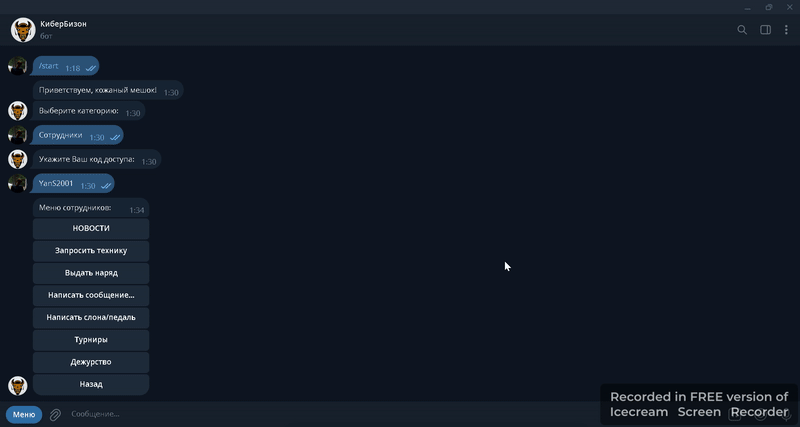 КиберБизон
бот
/start 1:18
Приветствуем, кожаный мешок! 1:30
Выберите категорию: 1:30
Сотрудники 1:30
Укажите Ваш код доступа: 1:30
YanS2001 1:30
Меню сотрудников: 1:34
НОВОСТИ
Запросить технику
Выдать наряд
Написать сообщение...
Написать слона/педаль
Турниры
Дежурство
Назад
Меню
Сообщение...
Recorded in FREE version of
Icecream Screen Recorder